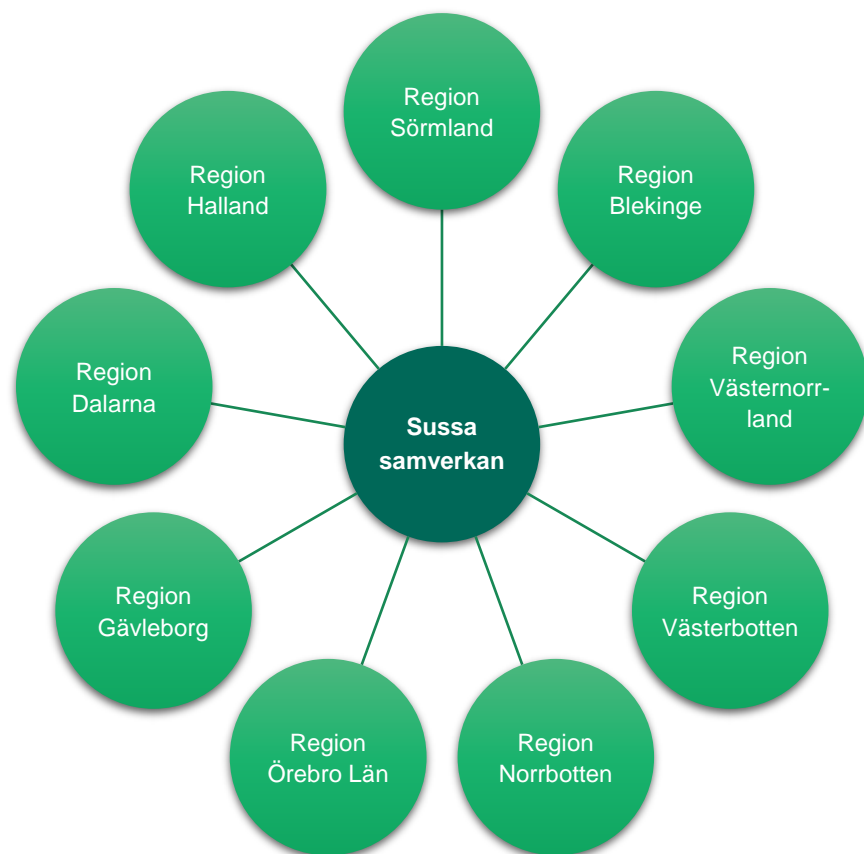 Region
Sörmland
Region
Blekinge
Region
Västernorr-
land
Region
Västerbotten
Region
Norrbotten
Region
Örebro Län
Region
Gävleborg
Region
Dalarna
Region
Halland
Sussa
samverkan